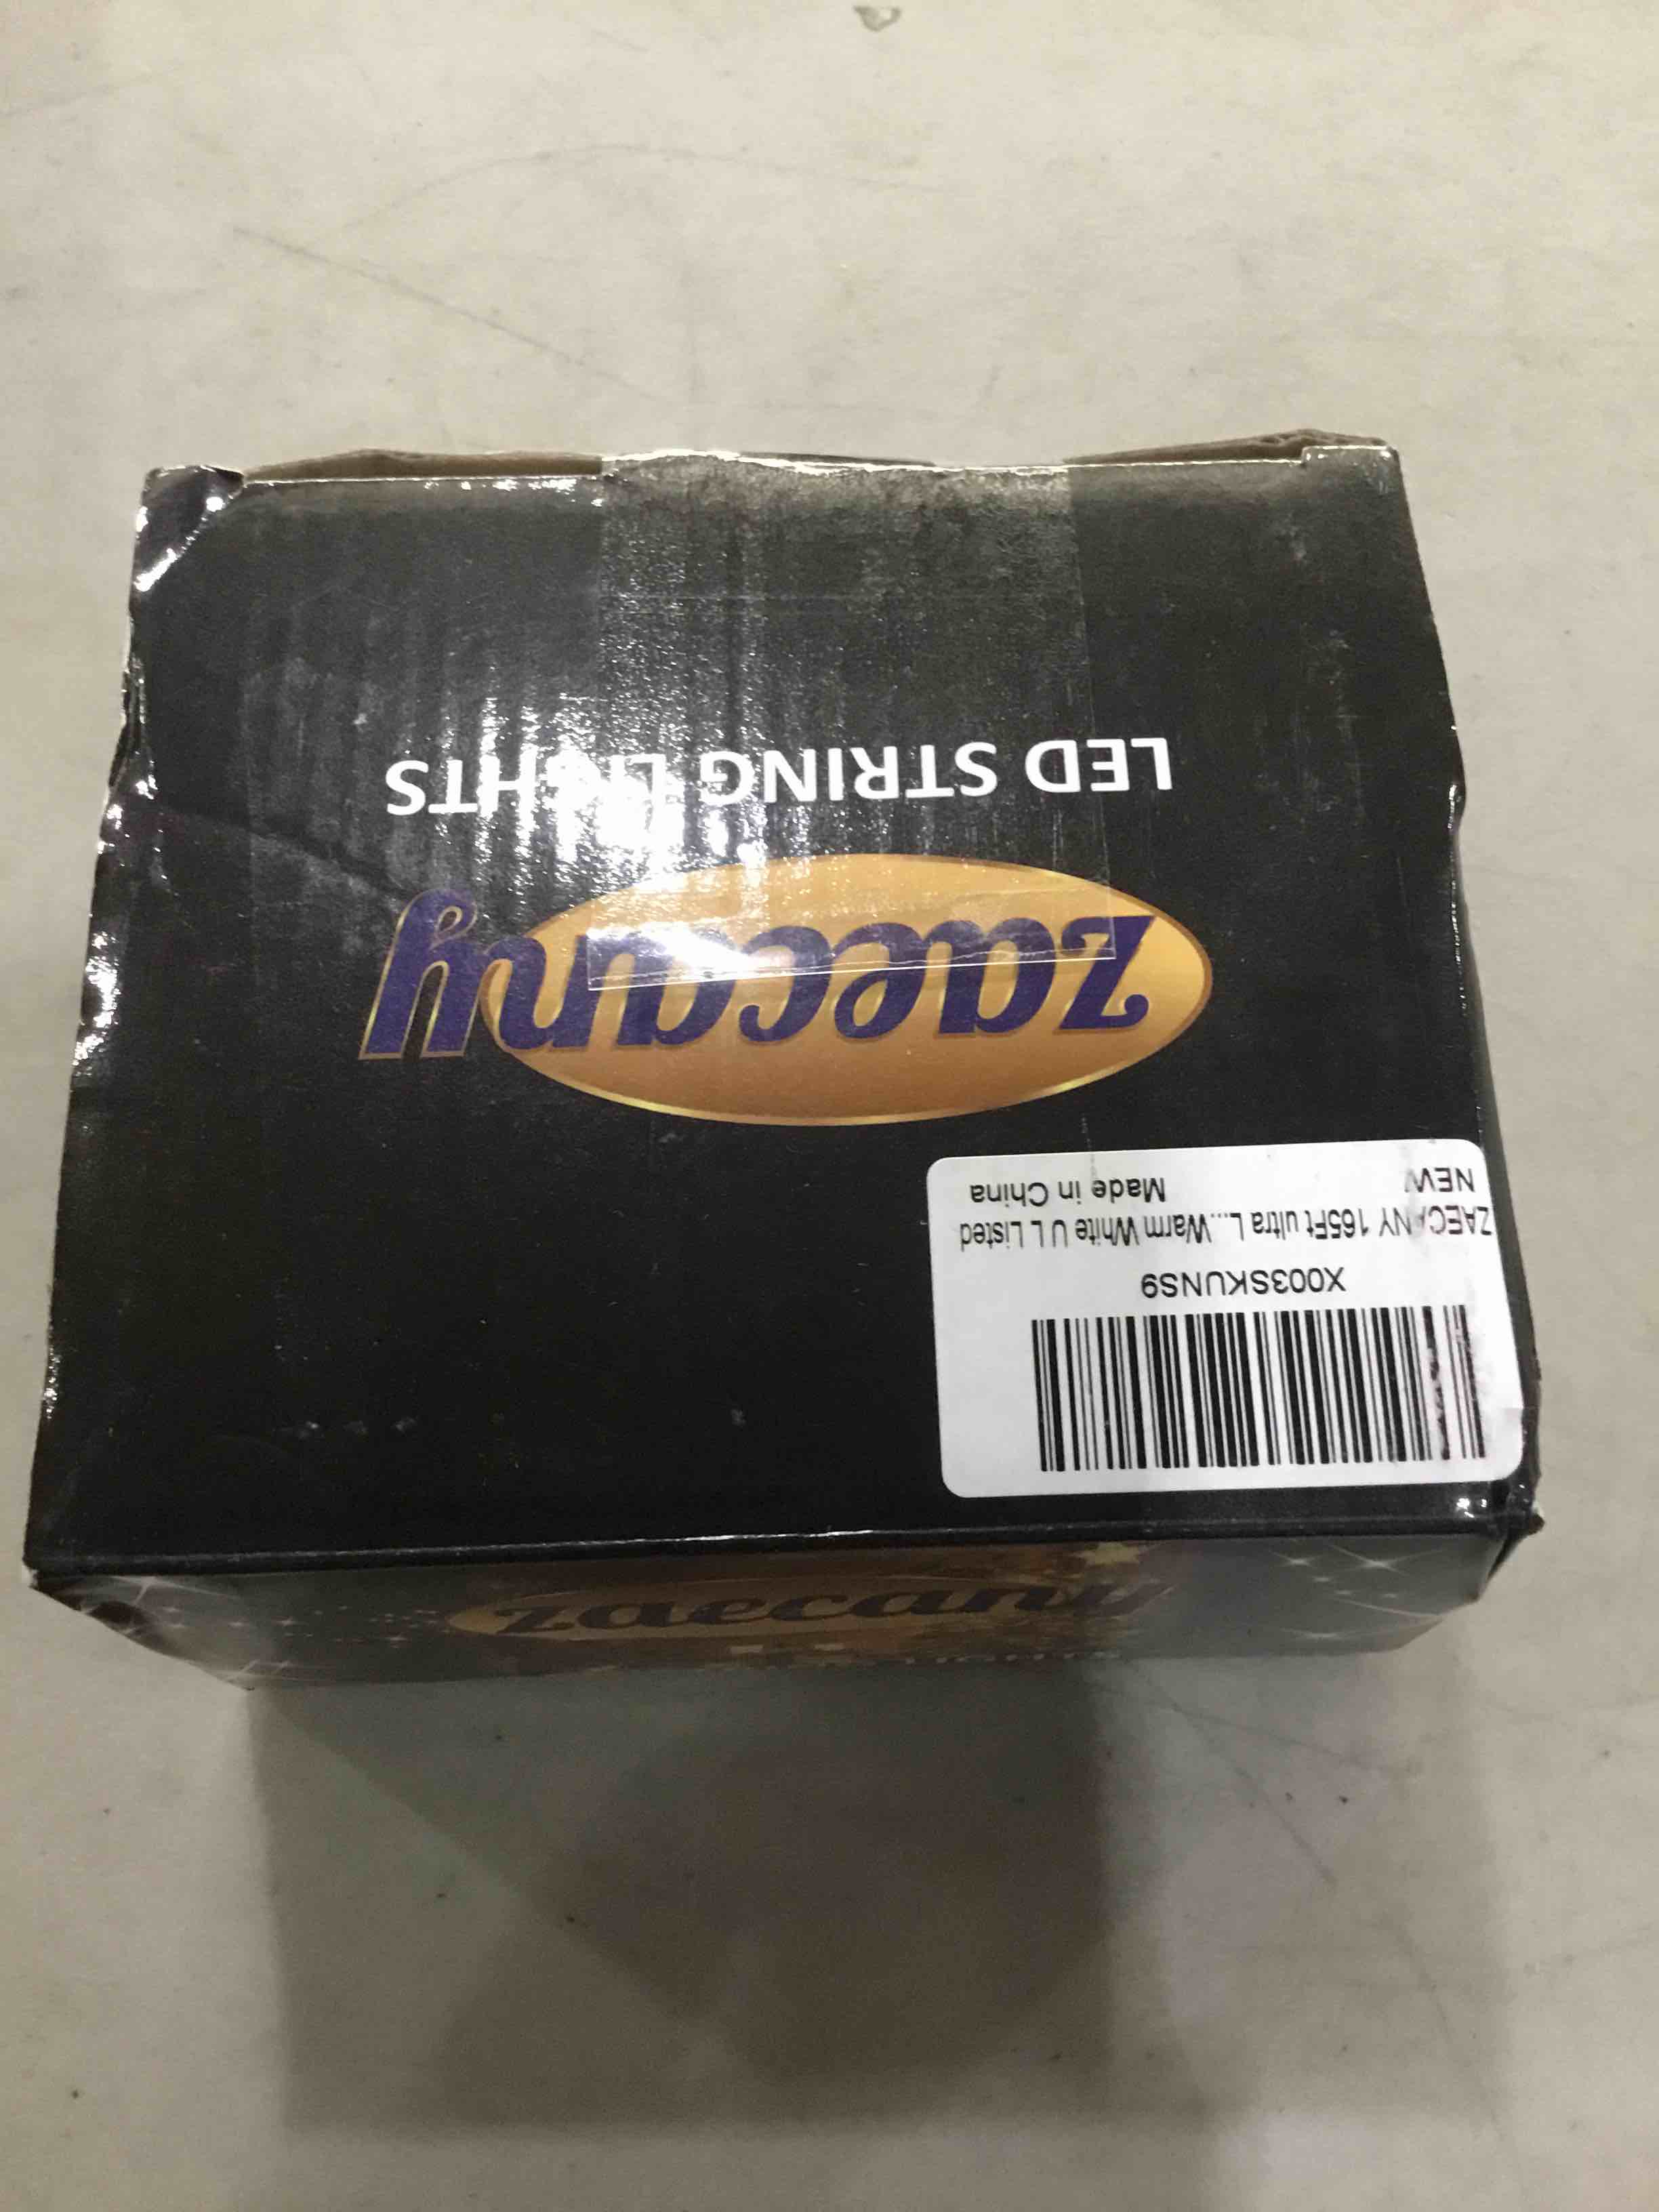 zaecany
LED STRING LIGHTS
X003SKUNS9
ZAECANY 165Ft ultra L...Warm White U L Listed
NEW Made in China
zaecany